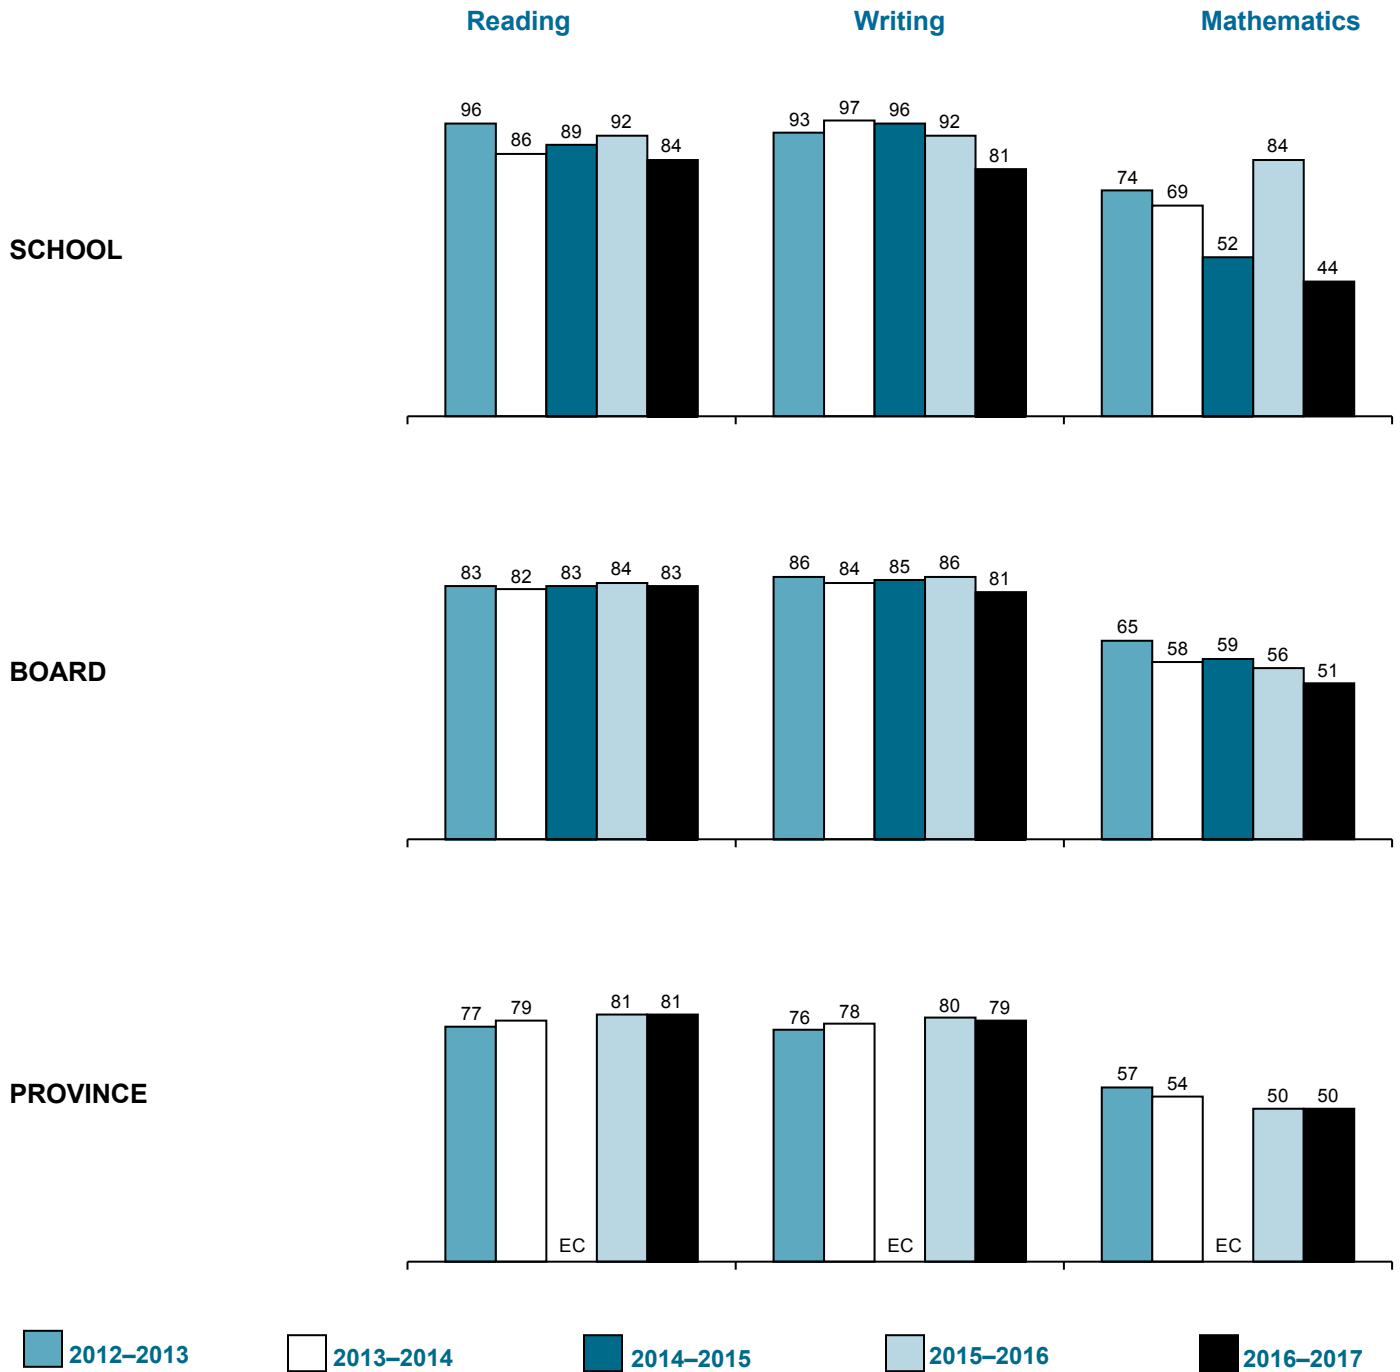 Reading Writing Mathematics
96 86 89 92 84 93 97 96 92 81 74 69 52 84 44
SCHOOL
83 82 83 84 83 86 84 85 86 81 65 58 59 56 51
BOARD
77 79 EC 81 81 76 78 EC 80 79 57 54 EC 50 50
PROVINCE
2012–2013 2013–2014 2014–2015 2015–2016 2016–2017